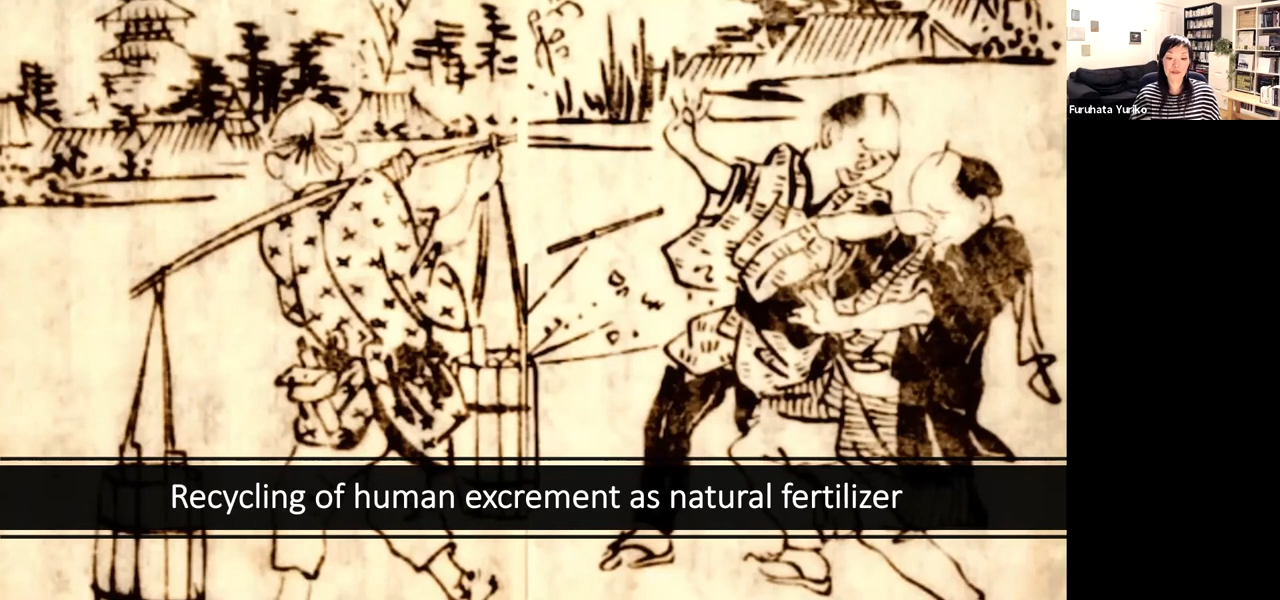 Furuhata Yuriko
Recycling of human excrement as natural fertilizer